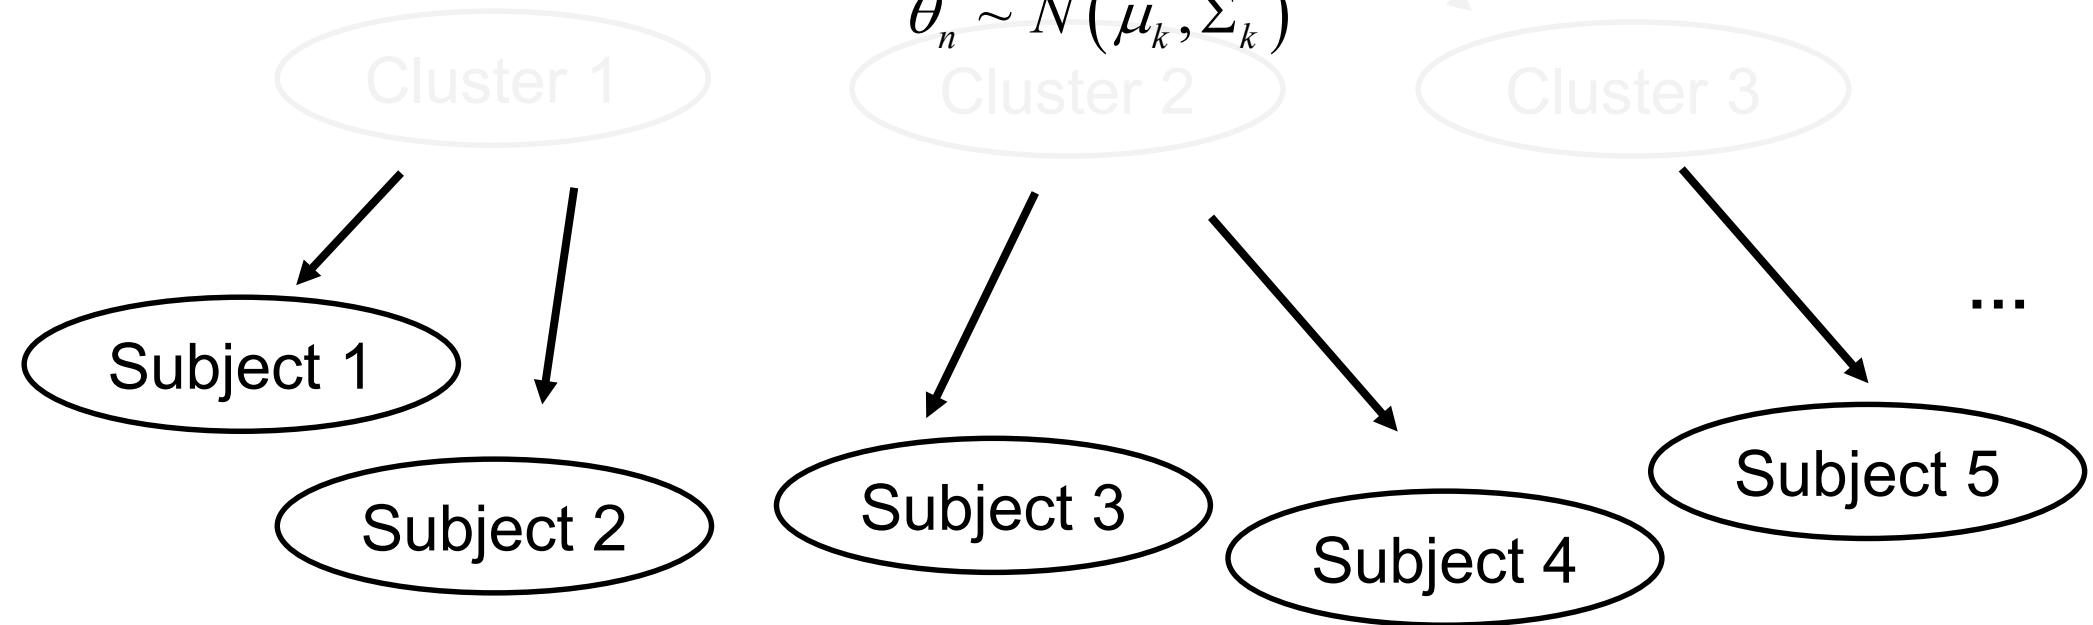 θₙ ~ N(μₖ, Σₖ)
Cluster 1
Cluster 2
Cluster 3
...
Subject 1
Subject 2
Subject 3
Subject 4
Subject 5